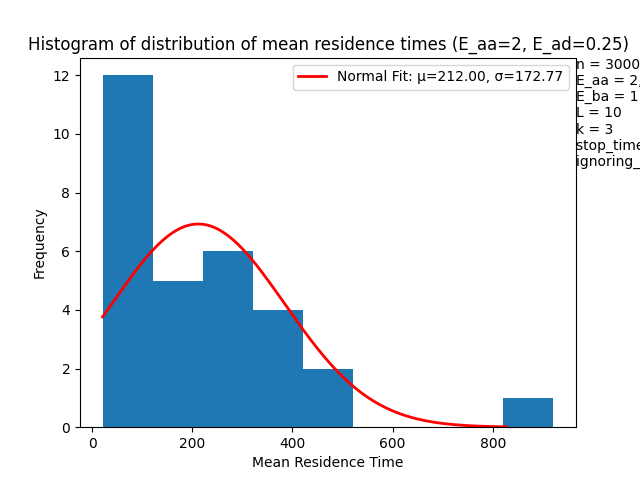 Histogram of distribution of mean residence times (E_aa=2, E_ad=0.25)
Normal Fit: μ=212.00, σ=172.77
n = 3000
E_aa = 2,
E_ba = 1
L = 10
k = 3
stop_time
ignoring_
12
10
8
6
4
2
0
Frequency
0 200 400 600 800
Mean Residence Time